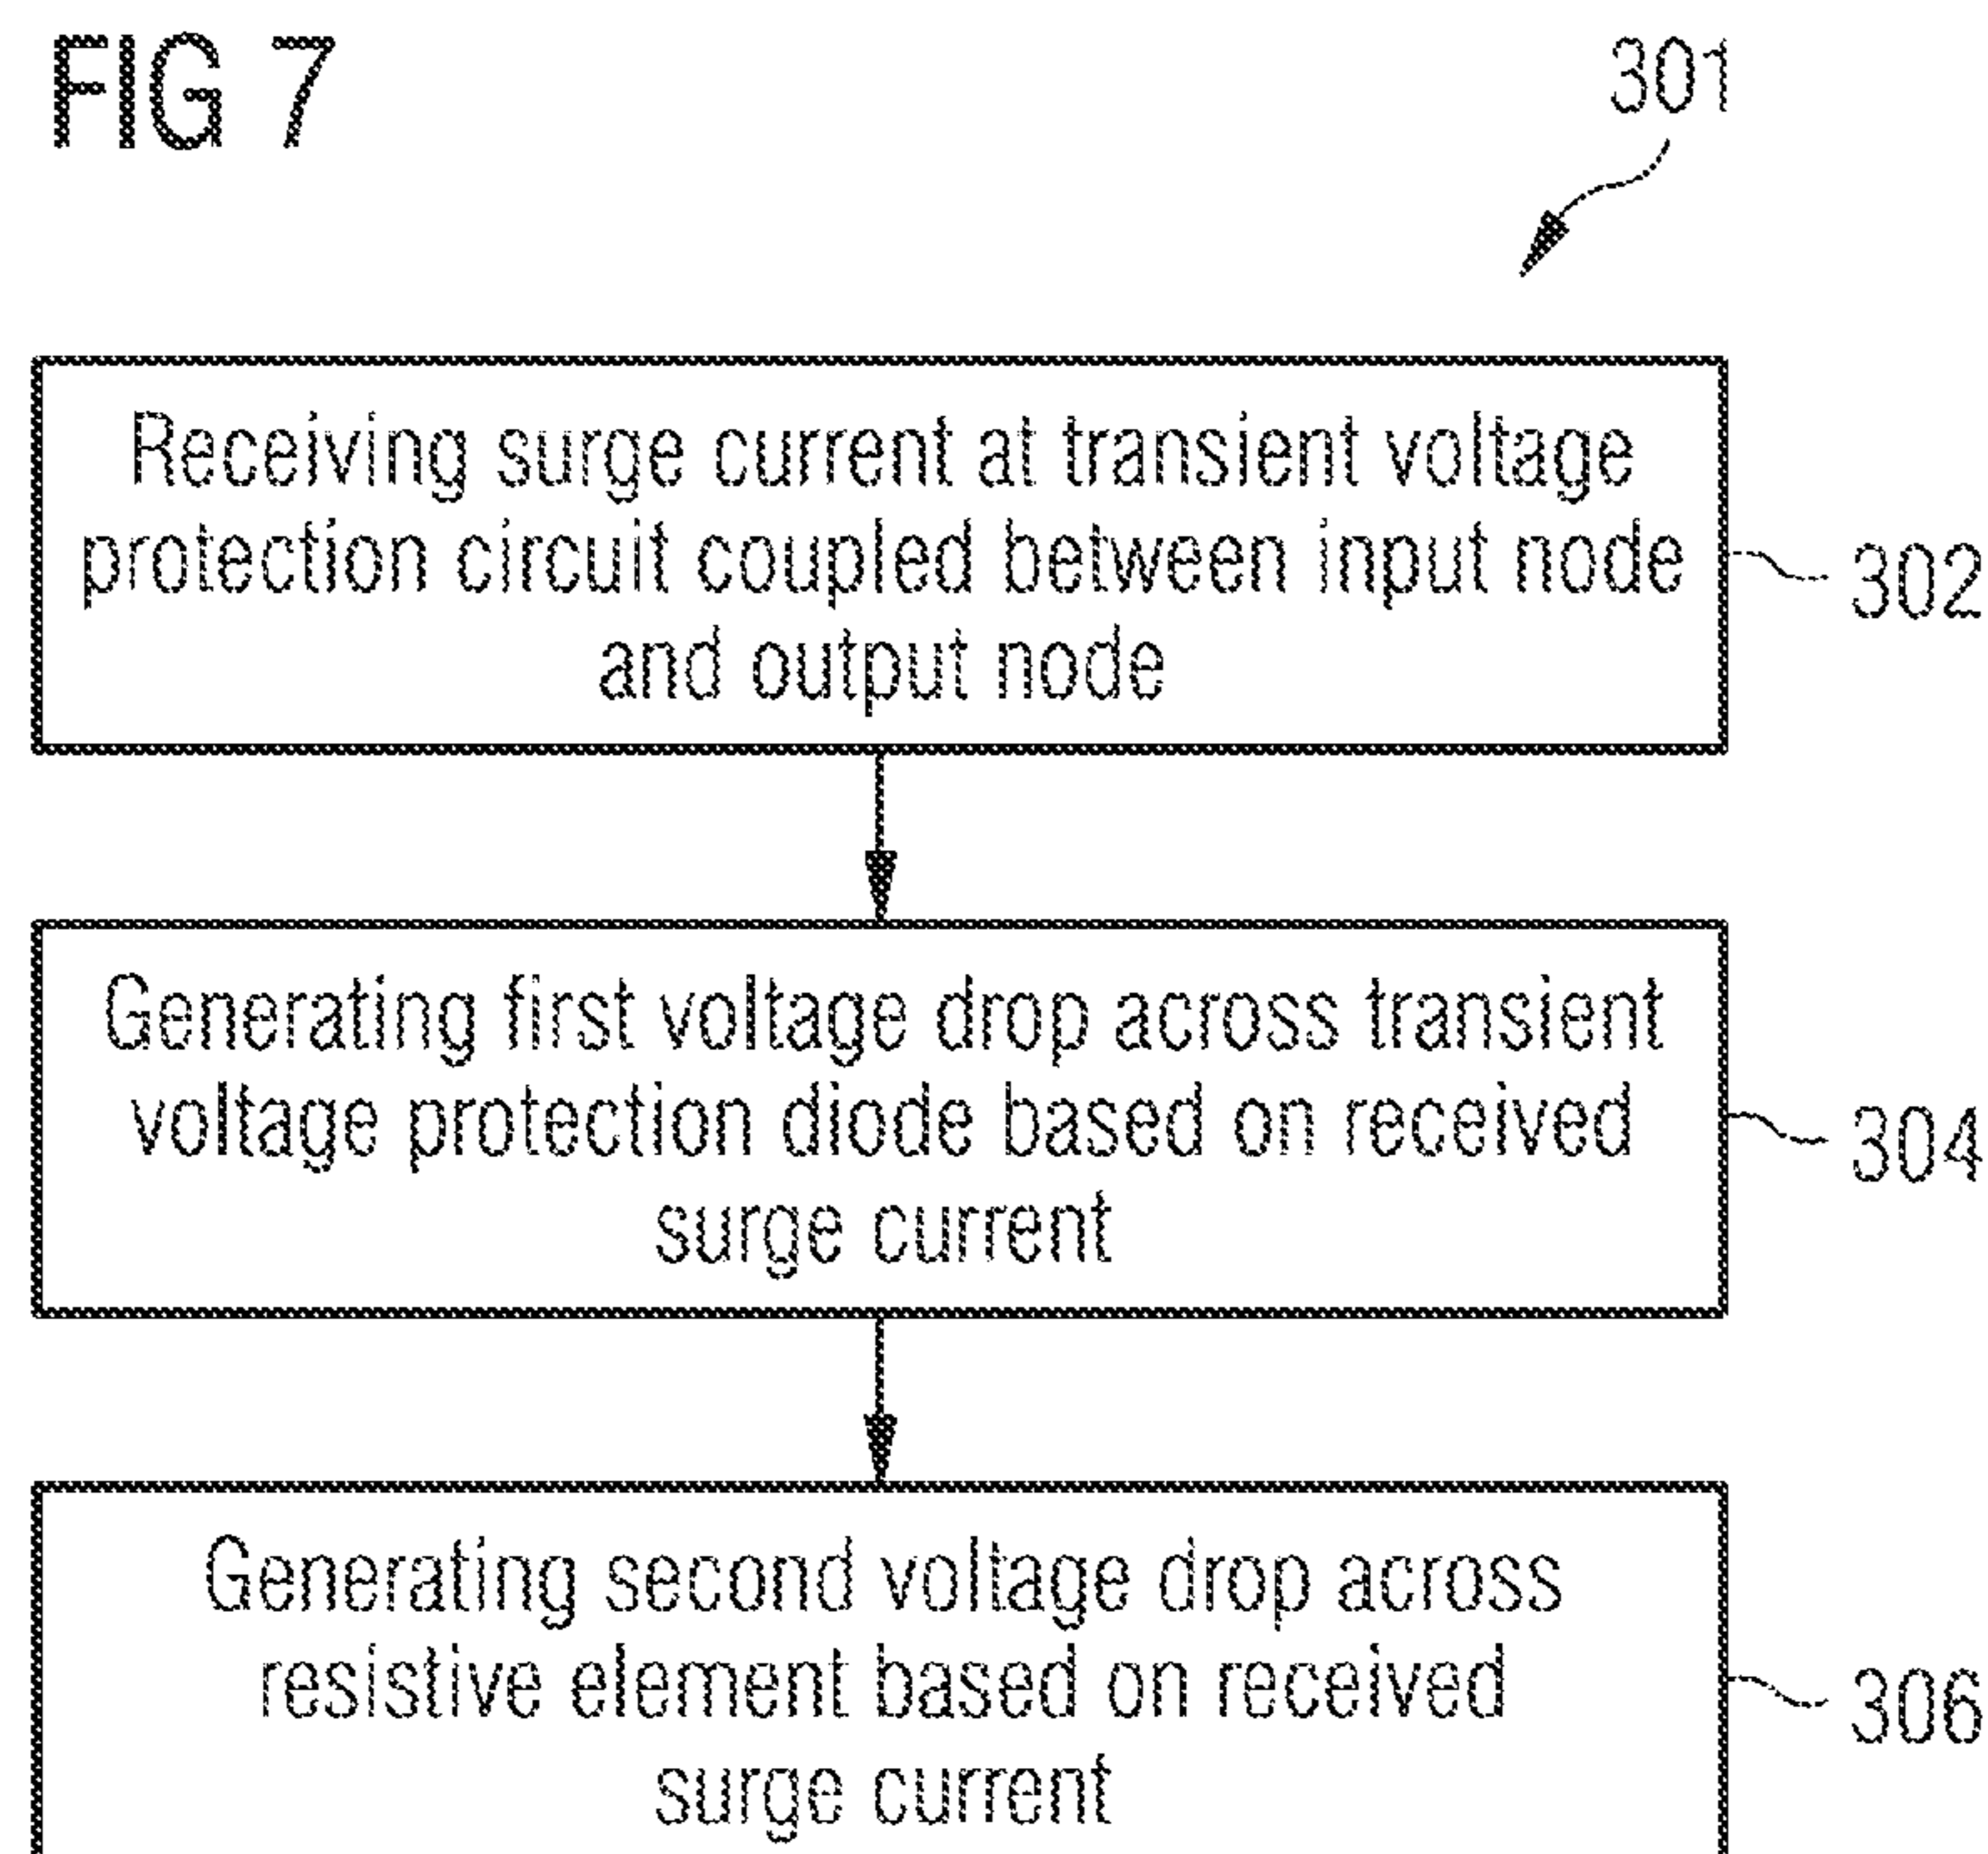 FIG 7
301
Receiving surge current at transient voltage
protection circuit coupled between input node
and output node
302
Generating first voltage drop across transient
voltage protection diode based on received
surge current
304
Generating second voltage drop across
resistive element based on received
surge current
306